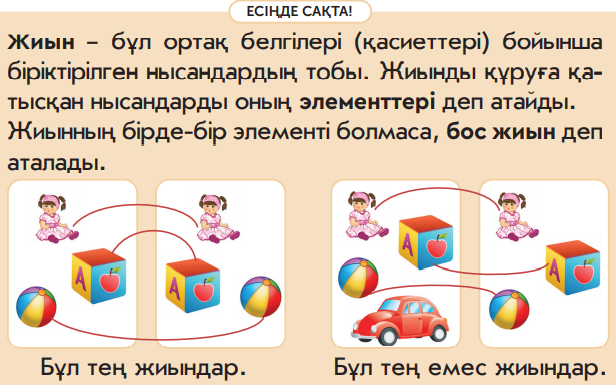 ЕСІҢДЕ САҚТА!
Жиын – бұл ортақ белгілері (қасиеттері) бойынша
біріктірілген нысандардың тобы. Жиынды құруға қа-
тысқан нысандарды оның элементтері деп атайды.
Жиынның бірде-бір элементі болмаса, бос жиын деп
аталады.
A
A
A
A
Бұл тең жиындар.
Бұл тең емес жиындар.